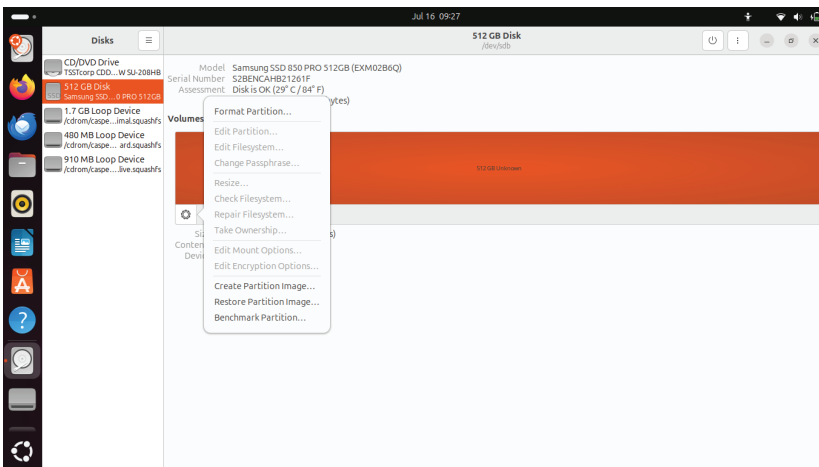 Jul 16 09:27
Disks
512 GB Disk
/dev/sdb
CD/DVD Drive
TSSTcorp CDD...W SU-208HB
512 GB Disk
Samsung SSD...0 PRO 512GB
1.7 GB Loop Device
/cdrom/caspe...imal.squashfs
480 MB Loop Device
/cdrom/caspe... ard.squashfs
910 MB Loop Device
/cdrom/caspe....live.squashfs
Model Samsung SSD 850 PRO 512GB (EXM02B6Q)
Serial Number S2BENCAHB21261F
Assessment Disk is OK (29° C / 84° F)
ytes)
Volumes
512 GB Unknown
Format Partition...
Edit Partition...
Edit Filesystem...
Change Passphrase...
Resize...
Check Filesystem...
Repair Filesystem...
Take Ownership...
Edit Mount Options...
Edit Encryption Options...
Create Partition Image...
Restore Partition Image...
Benchmark Partition...
Si
s)
Conten
Devi